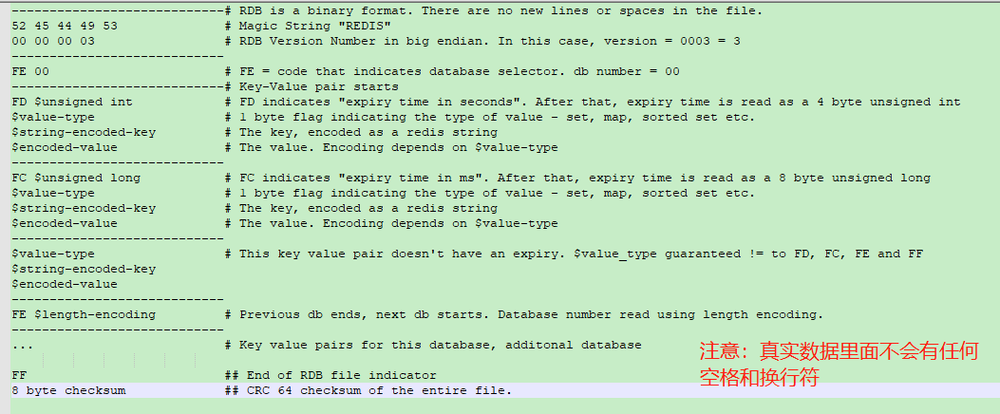 ----------------------------# RDB is a binary format. There are no new lines or spaces in the file.
52 45 44 49 53              # Magic String "REDIS"
00 00 00 03                 # RDB Version Number in big endian. In this case, version = 0003 = 3
----------------------------
FE 00                       # FE = code that indicates database selector. db number = 00
----------------------------# Key-Value pair starts
FD $unsigned int            # FD indicates "expiry time in seconds". After that, expiry time is read as a 4 byte unsigned int
$value-type                 # 1 byte flag indicating the type of value - set, map, sorted set etc.
$string-encoded-key         # The key, encoded as a redis string
$encoded-value              # The value. Encoding depends on $value-type
----------------------------
FC $unsigned long           # FC indicates "expiry time in ms". After that, expiry time is read as a 8 byte unsigned long
$value-type                 # 1 byte flag indicating the type of value - set, map, sorted set etc.
$string-encoded-key         # The key, encoded as a redis string
$encoded-value              # The value. Encoding depends on $value-type
----------------------------
$value-type                 # This key value pair doesn't have an expiry. $value_type guaranteed != to FD, FC, FE and FF
$string-encoded-key
$encoded-value
----------------------------
FE $length-encoding         # Previous db ends, next db starts. Database number read using length encoding.
----------------------------
...                         # Key value pairs for this database, additonal database
注意：真实数据里面不会有任何
空格和换行符
FF                          ## End of RDB file indicator
8 byte checksum             ## CRC 64 checksum of the entire file.